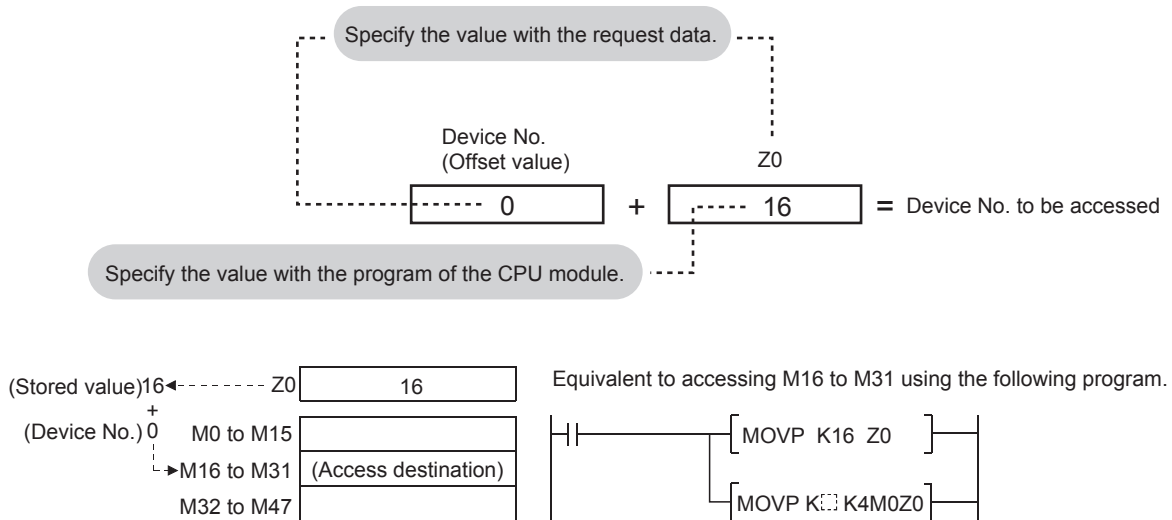 Specify the value with the request data.
Device No.
(Offset value)
Z0
0 + 16 = Device No. to be accessed
Specify the value with the program of the CPU module.
(Stored value)16 Z0 16
Equivalent to accessing M16 to M31 using the following program.
+
(Device No.) 0 M0 to M15
MOVP K16 Z0
M16 to M31 (Access destination)
M32 to M47
MOVP K K4M0Z0